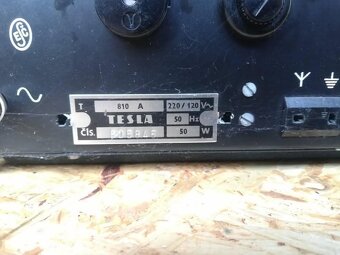 T 810 A 220/120 V~
TESLA 50 Hz
Čís. 50 W